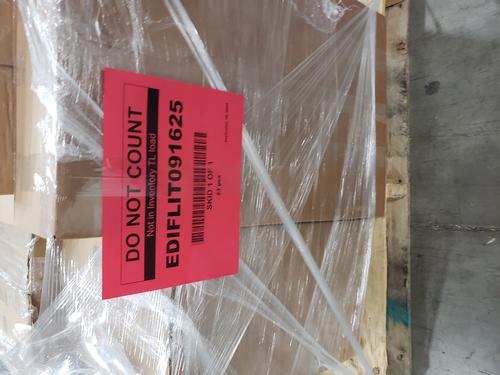 DO NOT COUNT
Not in Inventory TL load
EDIFLIT091625
SKID 1 OF 1